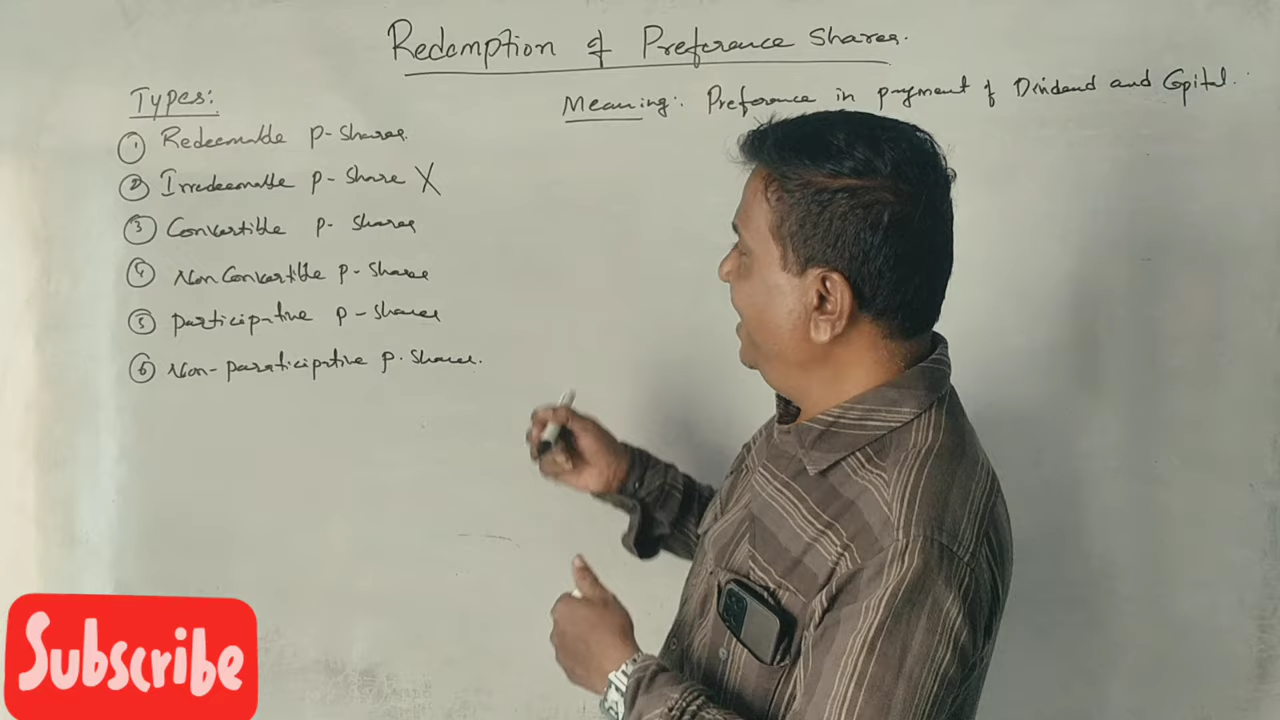 Redemption of Preference Shares.
Types:
① Redeemable P-Shares
② Irredeemable P-Share X
③ Convertible P-Shares
④ Non Convertible P-Share
⑤ Participative P-Shares
⑥ Non-participative P.Shares.
Meaning: Preference in payment of Dividend and Capital.
Subscribe